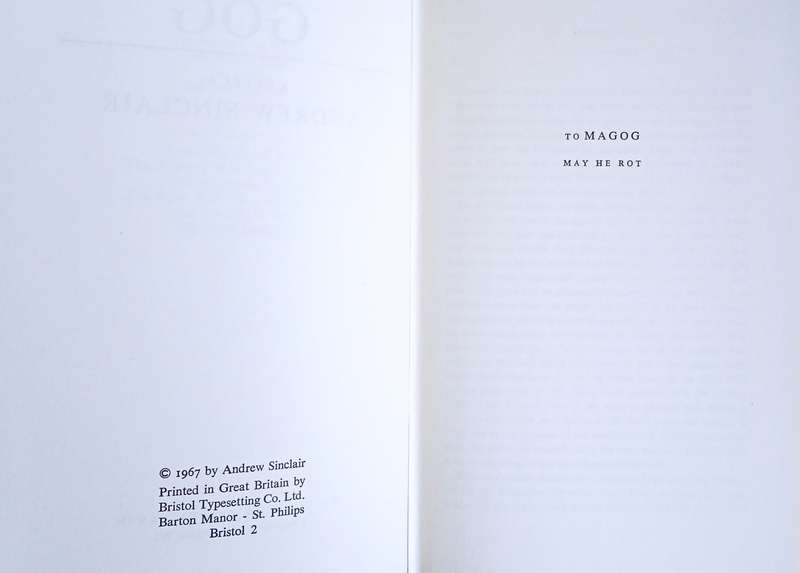 © 1967 by Andrew Sinclair
Printed in Great Britain by
Bristol Typesetting Co. Ltd.
Barton Manor - St. Philips
Bristol 2
TO MAGOG
MAY HE ROT